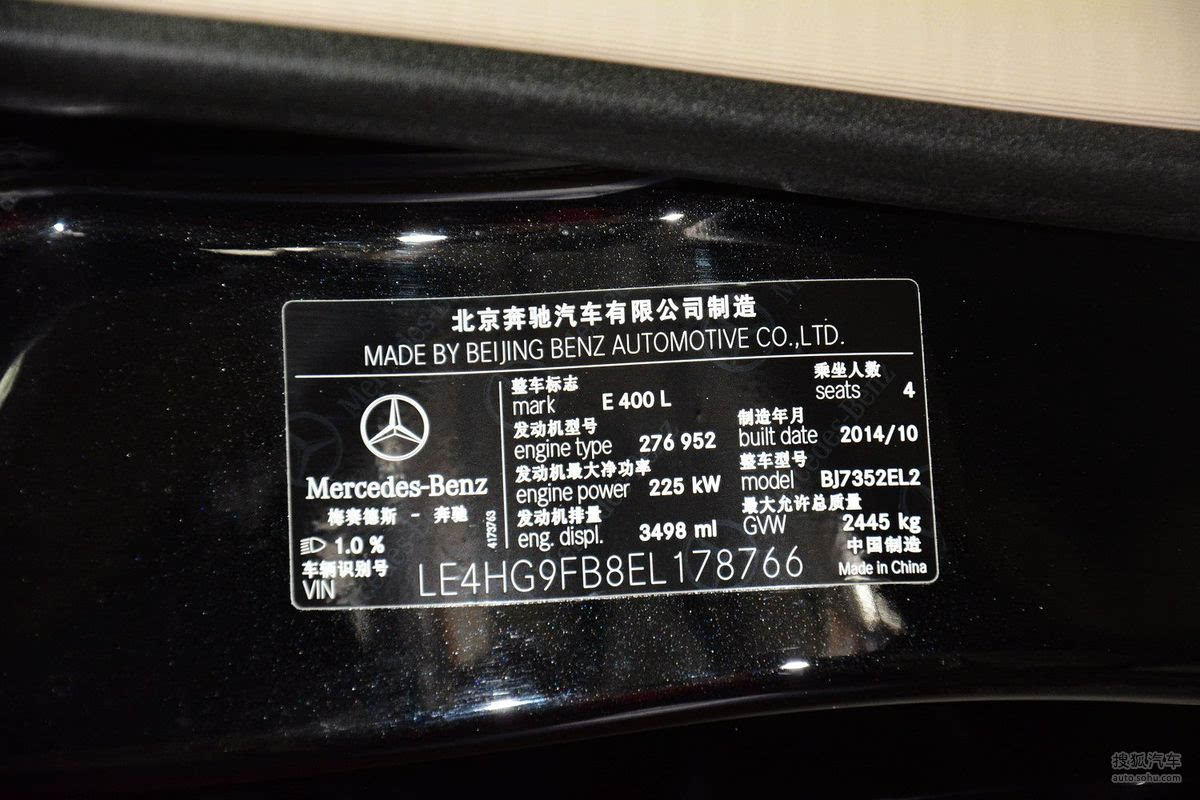 北京奔驰汽车有限公司制造
MADE BY BEIJING BENZ AUTOMOTIVE CO.,LTD.
Mercedes-Benz
梅赛德斯 - 奔驰
1.0 %
4173763
整车标志
mark E 400 L
乘坐人数
seats 4
发动机型号
engine type 276 952
制造年月
built date 2014/10
发动机最大净功率
engine power 225 kW
整车型号
model BJ7352EL2
发动机排量
eng. displ. 3498 ml
最大允许总质量
GVW 2445 kg
中国制造
Made in China
车辆识别号
VIN LE4HG9FB8EL178766
搜狐汽车
auto.sohu.com